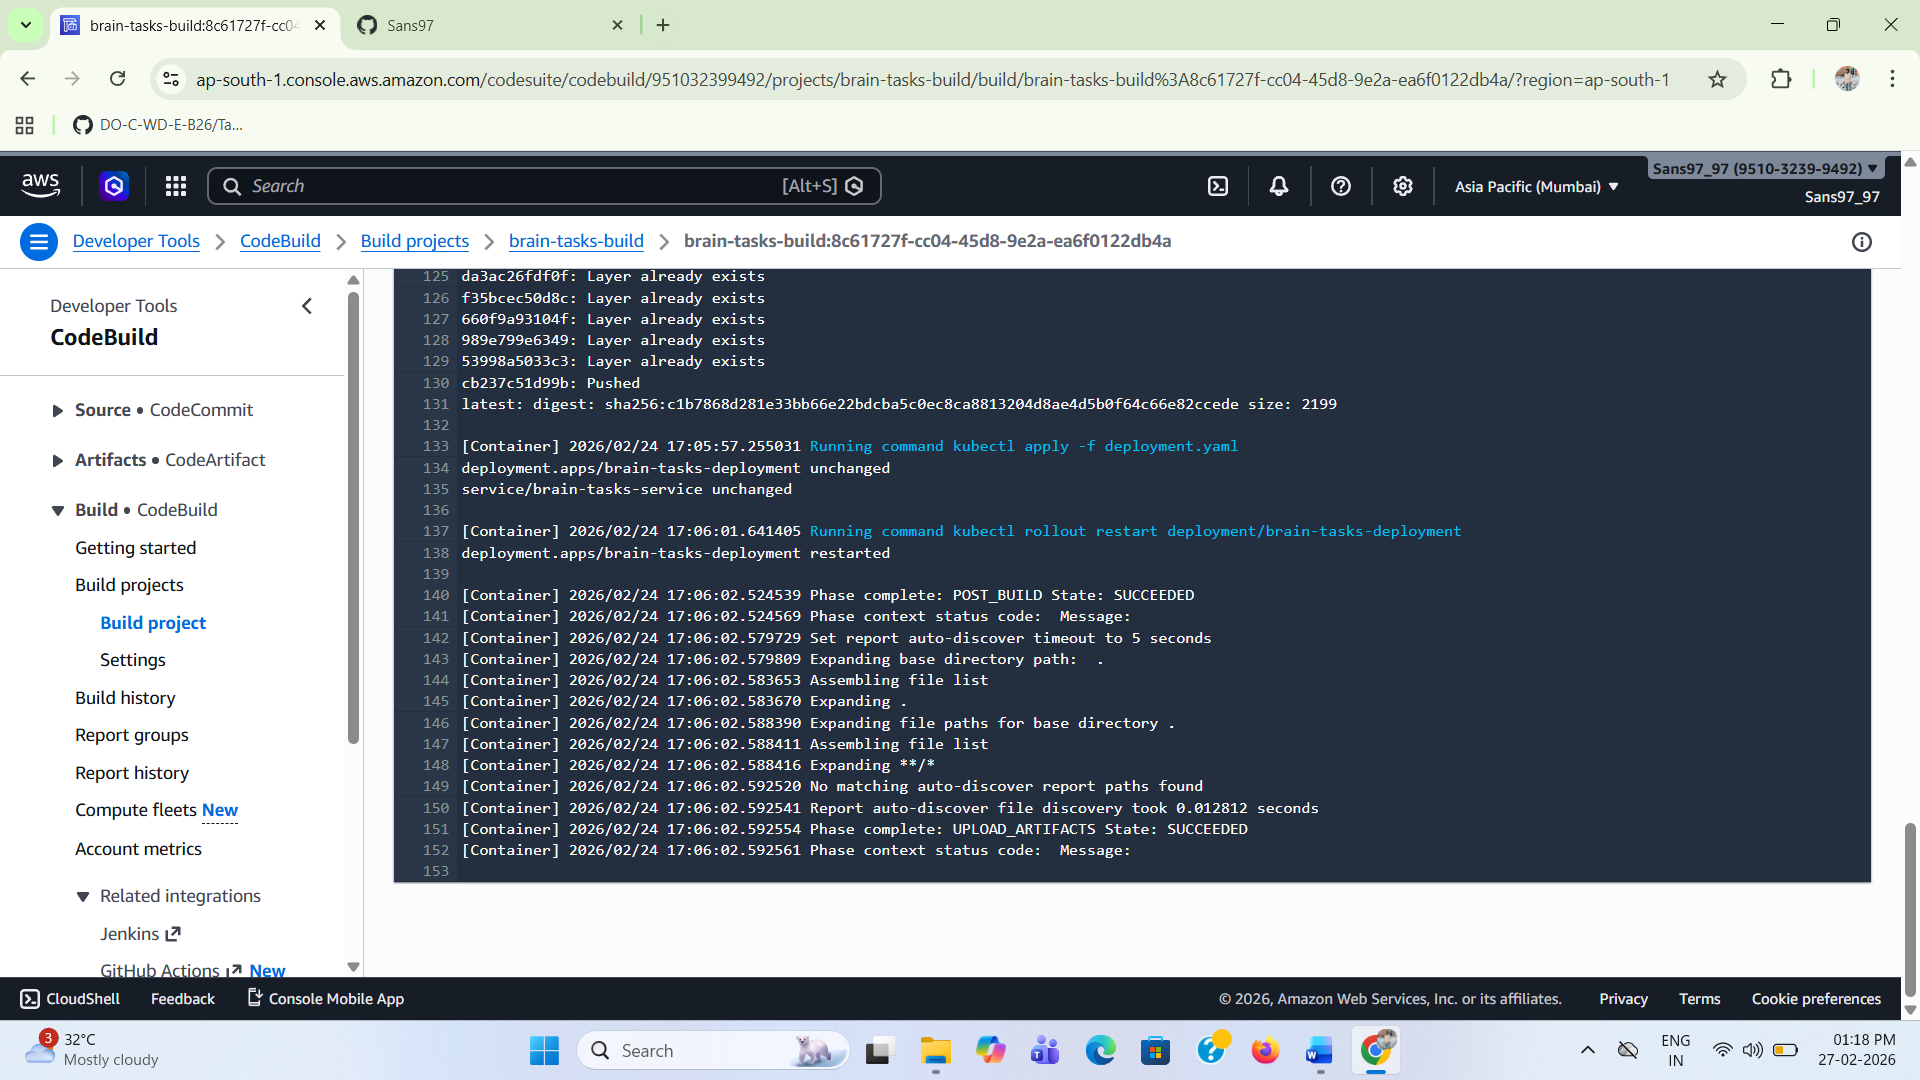 brain-tasks-build:8c61727f-cc04
Sans97
ap-south-1.console.aws.amazon.com/codesuite/codebuild/951032399492/projects/brain-tasks-build/build/brain-tasks-build%3A8c61727f-cc04-45d8-9e2a-ea6f0122db4a/?region=ap-south-1
DO-C-WD-E-B26/Ta...
aws
Search
[Alt+S]
Asia Pacific (Mumbai)
Sans97_97 (9510-3239-9492)
Sans97_97
Developer Tools
CodeBuild
Build projects
brain-tasks-build
brain-tasks-build:8c61727f-cc04-45d8-9e2a-ea6f0122db4a
Developer Tools
CodeBuild
Source • CodeCommit
Artifacts • CodeArtifact
Build • CodeBuild
Getting started
Build projects
Build project
Settings
Build history
Report groups
Report history
Compute fleets New
Account metrics
Related integrations
Jenkins
GitHub Actions New
125 da3ac26fdf0f: Layer already exists
126 f35bcec50d8c: Layer already exists
127 660f9a93104f: Layer already exists
128 989e799e6349: Layer already exists
129 53998a5033c3: Layer already exists
130 cb237c51d99b: Pushed
131 latest: digest: sha256:c1b7868d281e33bb66e22bdcba5c0ec8ca8813204d8ae4d5b0f64c66e82ccede size: 2199
132
133 [Container] 2026/02/24 17:05:57.255031 Running command kubectl apply -f deployment.yaml
134 deployment.apps/brain-tasks-deployment unchanged
135 service/brain-tasks-service unchanged
136
137 [Container] 2026/02/24 17:06:01.641405 Running command kubectl rollout restart deployment/brain-tasks-deployment
138 deployment.apps/brain-tasks-deployment restarted
139
140 [Container] 2026/02/24 17:06:02.524539 Phase complete: POST_BUILD State: SUCCEEDED
141 [Container] 2026/02/24 17:06:02.524569 Phase context status code:  Message:
142 [Container] 2026/02/24 17:06:02.579729 Set report auto-discover timeout to 5 seconds
143 [Container] 2026/02/24 17:06:02.579809 Expanding base directory path:  .
144 [Container] 2026/02/24 17:06:02.583653 Assembling file list
145 [Container] 2026/02/24 17:06:02.583670 Expanding .
146 [Container] 2026/02/24 17:06:02.588390 Expanding file paths for base directory .
147 [Container] 2026/02/24 17:06:02.588411 Assembling file list
148 [Container] 2026/02/24 17:06:02.588416 Expanding **/*
149 [Container] 2026/02/24 17:06:02.592520 No matching auto-discover report paths found
150 [Container] 2026/02/24 17:06:02.592541 Report auto-discover file discovery took 0.012812 seconds
151 [Container] 2026/02/24 17:06:02.592554 Phase complete: UPLOAD_ARTIFACTS State: SUCCEEDED
152 [Container] 2026/02/24 17:06:02.592561 Phase context status code:  Message:
153
CloudShell
Feedback
Console Mobile App
© 2026, Amazon Web Services, Inc. or its affiliates.
Privacy
Terms
Cookie preferences
3
32°C
Mostly cloudy
Search
ENG
IN
01:18 PM
27-02-2026